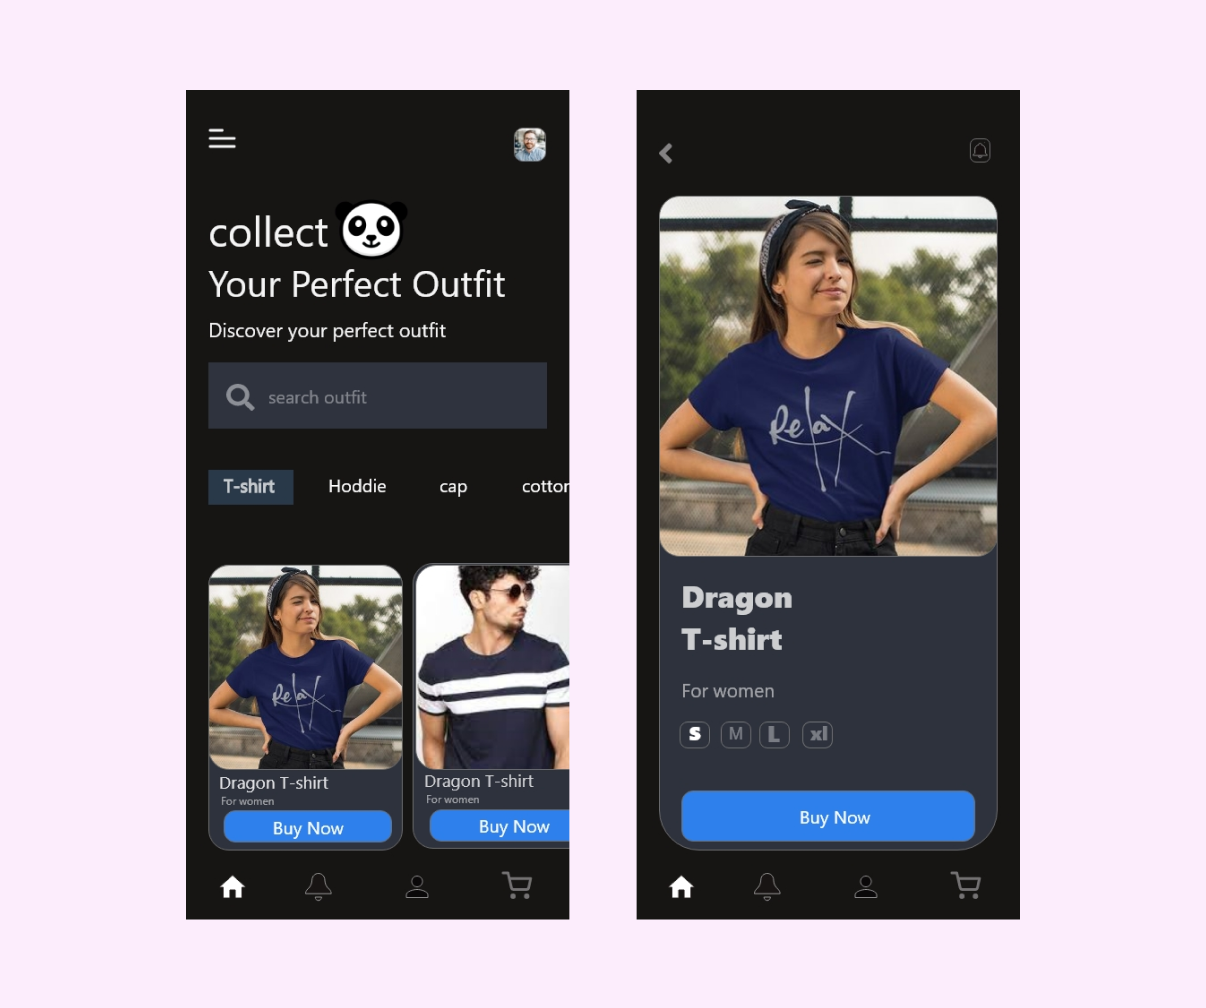 collect
Your Perfect Outfit
Discover your perfect outfit
search outfit
T-shirt Hoddie cap cotton
Relax
Dragon T-shirt
For women
Buy Now
Dragon T-shirt
For women
Buy Now
Relax
Dragon
T-shirt
For women
S M L xl
Buy Now